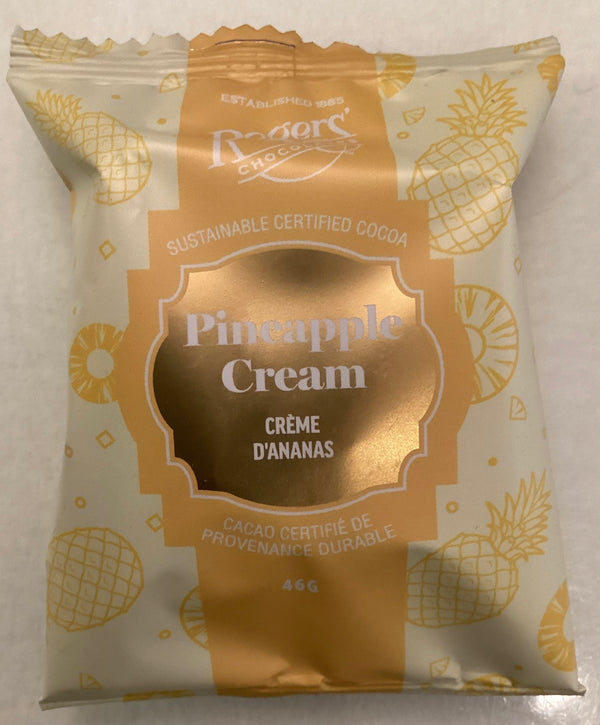 ESTABLISHED 1885
Rogers'
CHOCOLATES
SUSTAINABLE CERTIFIED COCOA
Pineapple
Cream
CRÈME
D'ANANAS
CACAO CERTIFIÉ DE
PROVENANCE DURABLE
46G